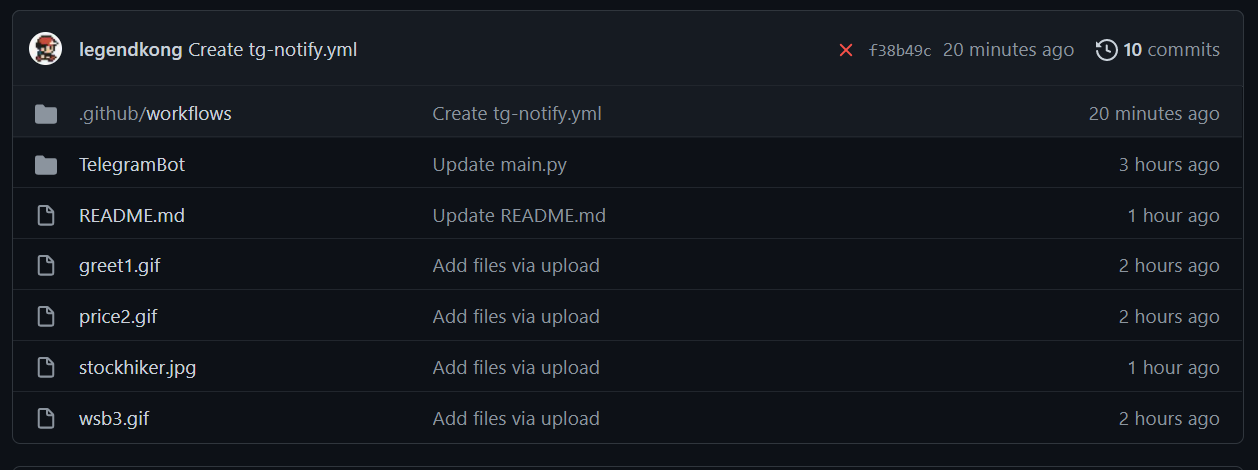 legendkong Create tg-notify.yml f38b49c 20 minutes ago 10 commits
.github/workflows Create tg-notify.yml 20 minutes ago
TelegramBot Update main.py 3 hours ago
README.md Update README.md 1 hour ago
greet1.gif Add files via upload 2 hours ago
price2.gif Add files via upload 2 hours ago
stockhiker.jpg Add files via upload 1 hour ago
wsb3.gif Add files via upload 2 hours ago